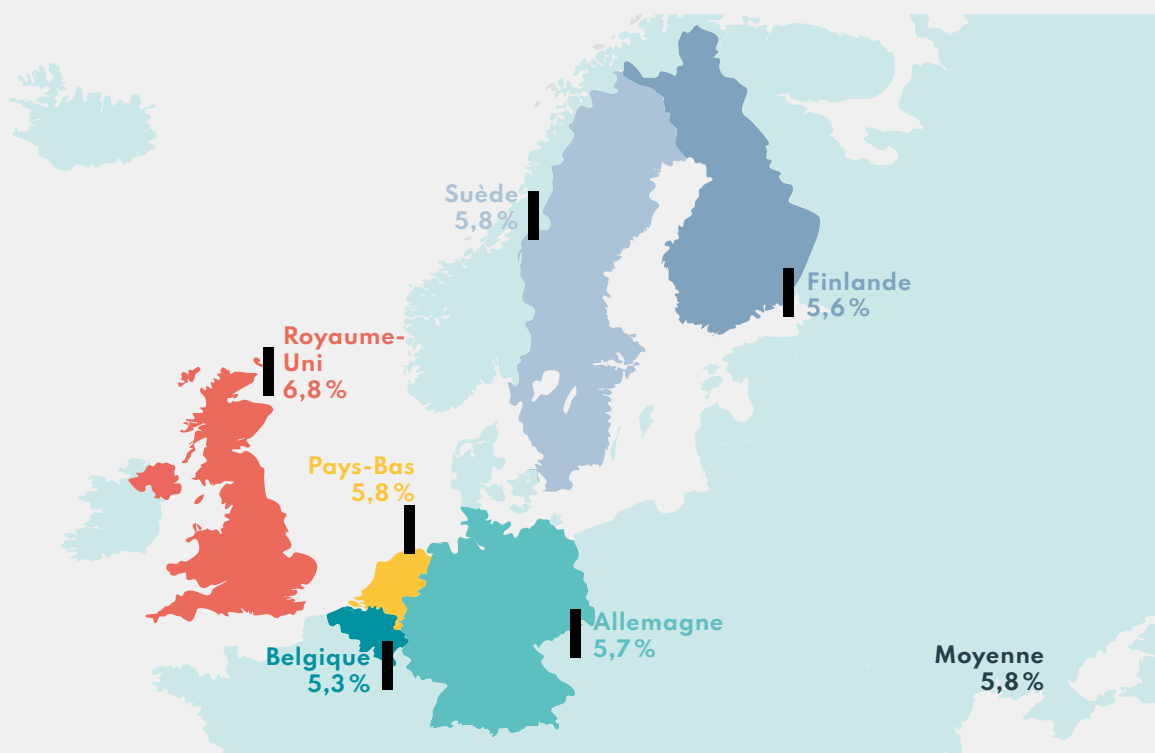 Suède
5,8 %
Finlande
5,6 %
Royaume-
Uni
6,8 %
Pays-Bas
5,8 %
Allemagne
5,7 %
Belgique
5,3 %
Moyenne
5,8 %